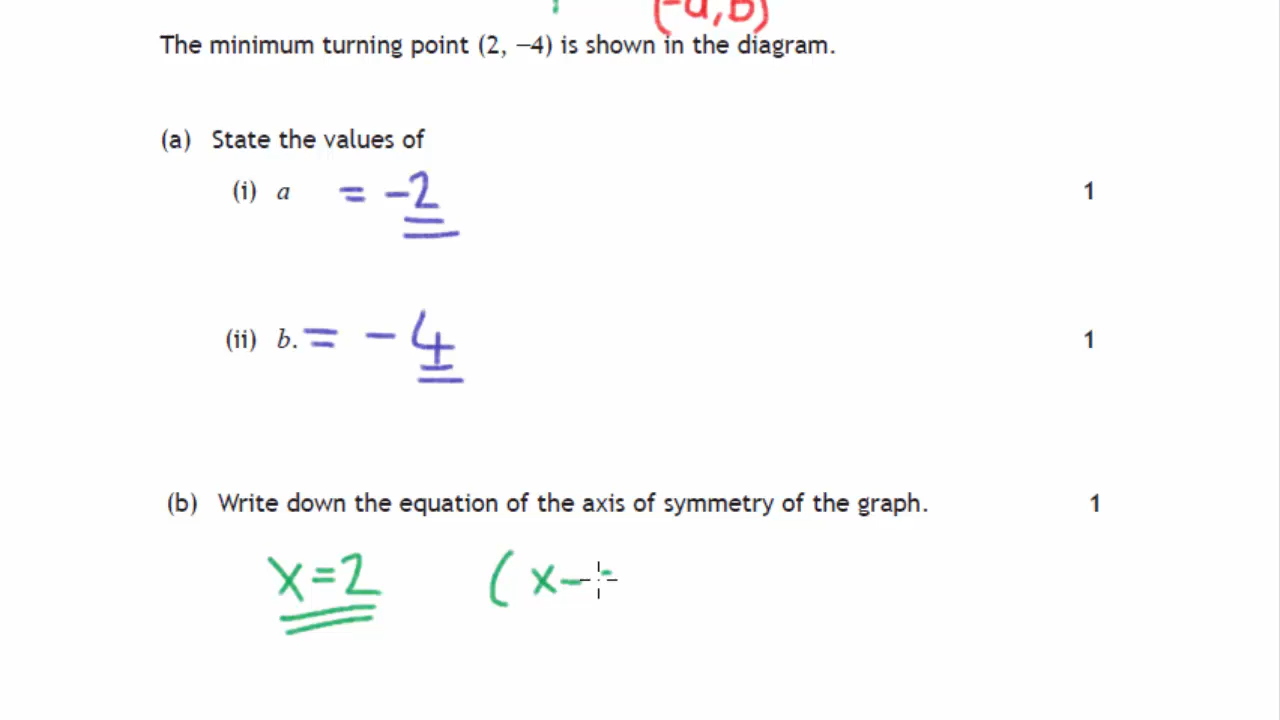 (-a, b)
The minimum turning point (2, −4) is shown in the diagram.
(a) State the values of
(i) a = -2 1
(ii) b. = - 4 1
(b) Write down the equation of the axis of symmetry of the graph. 1
x = 2 ( x -